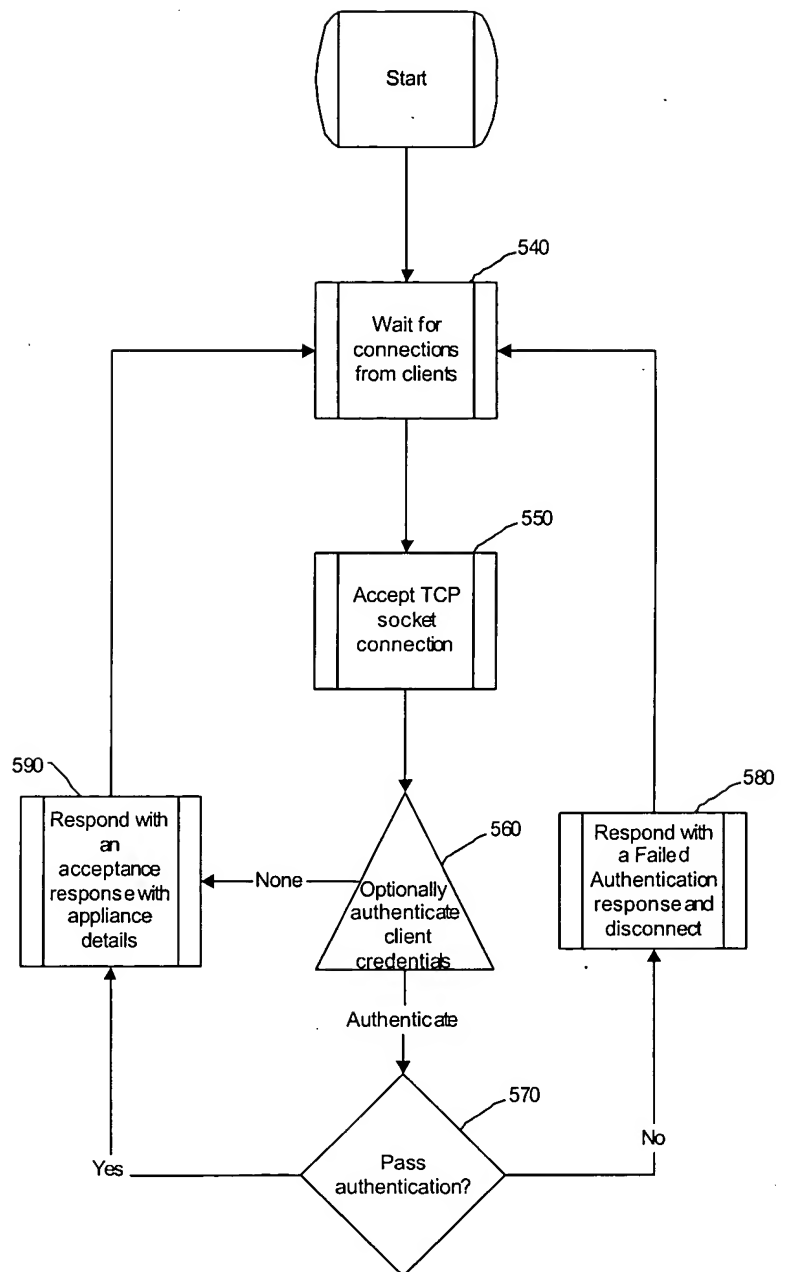 Start
540
Wait for
connections
from clients
550
Accept TCP
socket
connection
590
Respond with
an
acceptance
response with
appliance
details
None
560
Optionally
authenticate
client
credentials
580
Respond with
a Failed
Authentication
response and
disconnect
Authenticate
570
Pass
authentication?
Yes
No